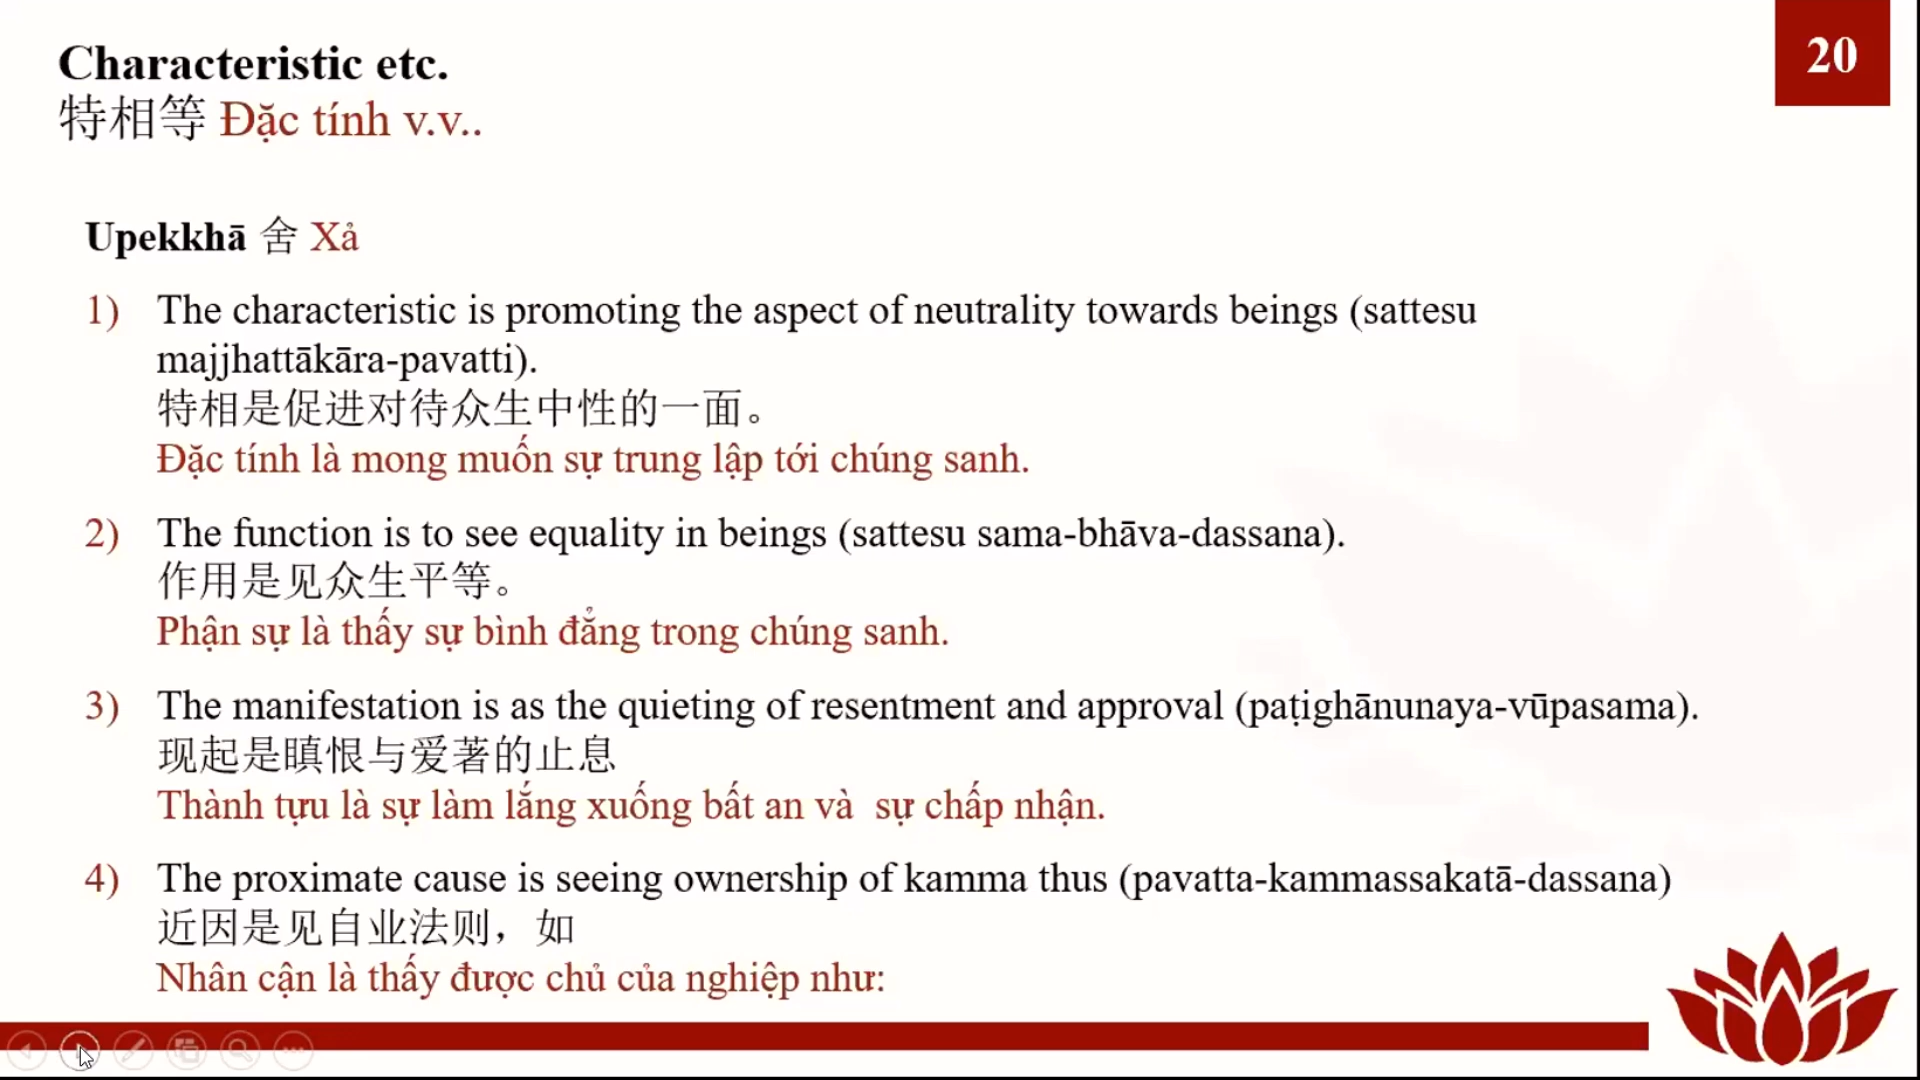 20
Characteristic etc.
特相等 Đặc tính v.v..
Upekkhā 舍 Xả
1) The characteristic is promoting the aspect of neutrality towards beings (sattesu
majjhattākāra-pavatti).
特相是促进对待众生中性的一面。
Đặc tính là mong muốn sự trung lập tới chúng sanh.
2) The function is to see equality in beings (sattesu sama-bhāva-dassana).
作用是见众生平等。
Phận sự là thấy sự bình đẳng trong chúng sanh.
3) The manifestation is as the quieting of resentment and approval (paṭighānunaya-vūpasama).
现起是瞋恨与爱著的止息
Thành tựu là sự làm lắng xuống bất an và  sự chấp nhận.
4) The proximate cause is seeing ownership of kamma thus (pavatta-kammassakatā-dassana)
近因是见自业法则，如
Nhân cận là thấy được chủ của nghiệp như: